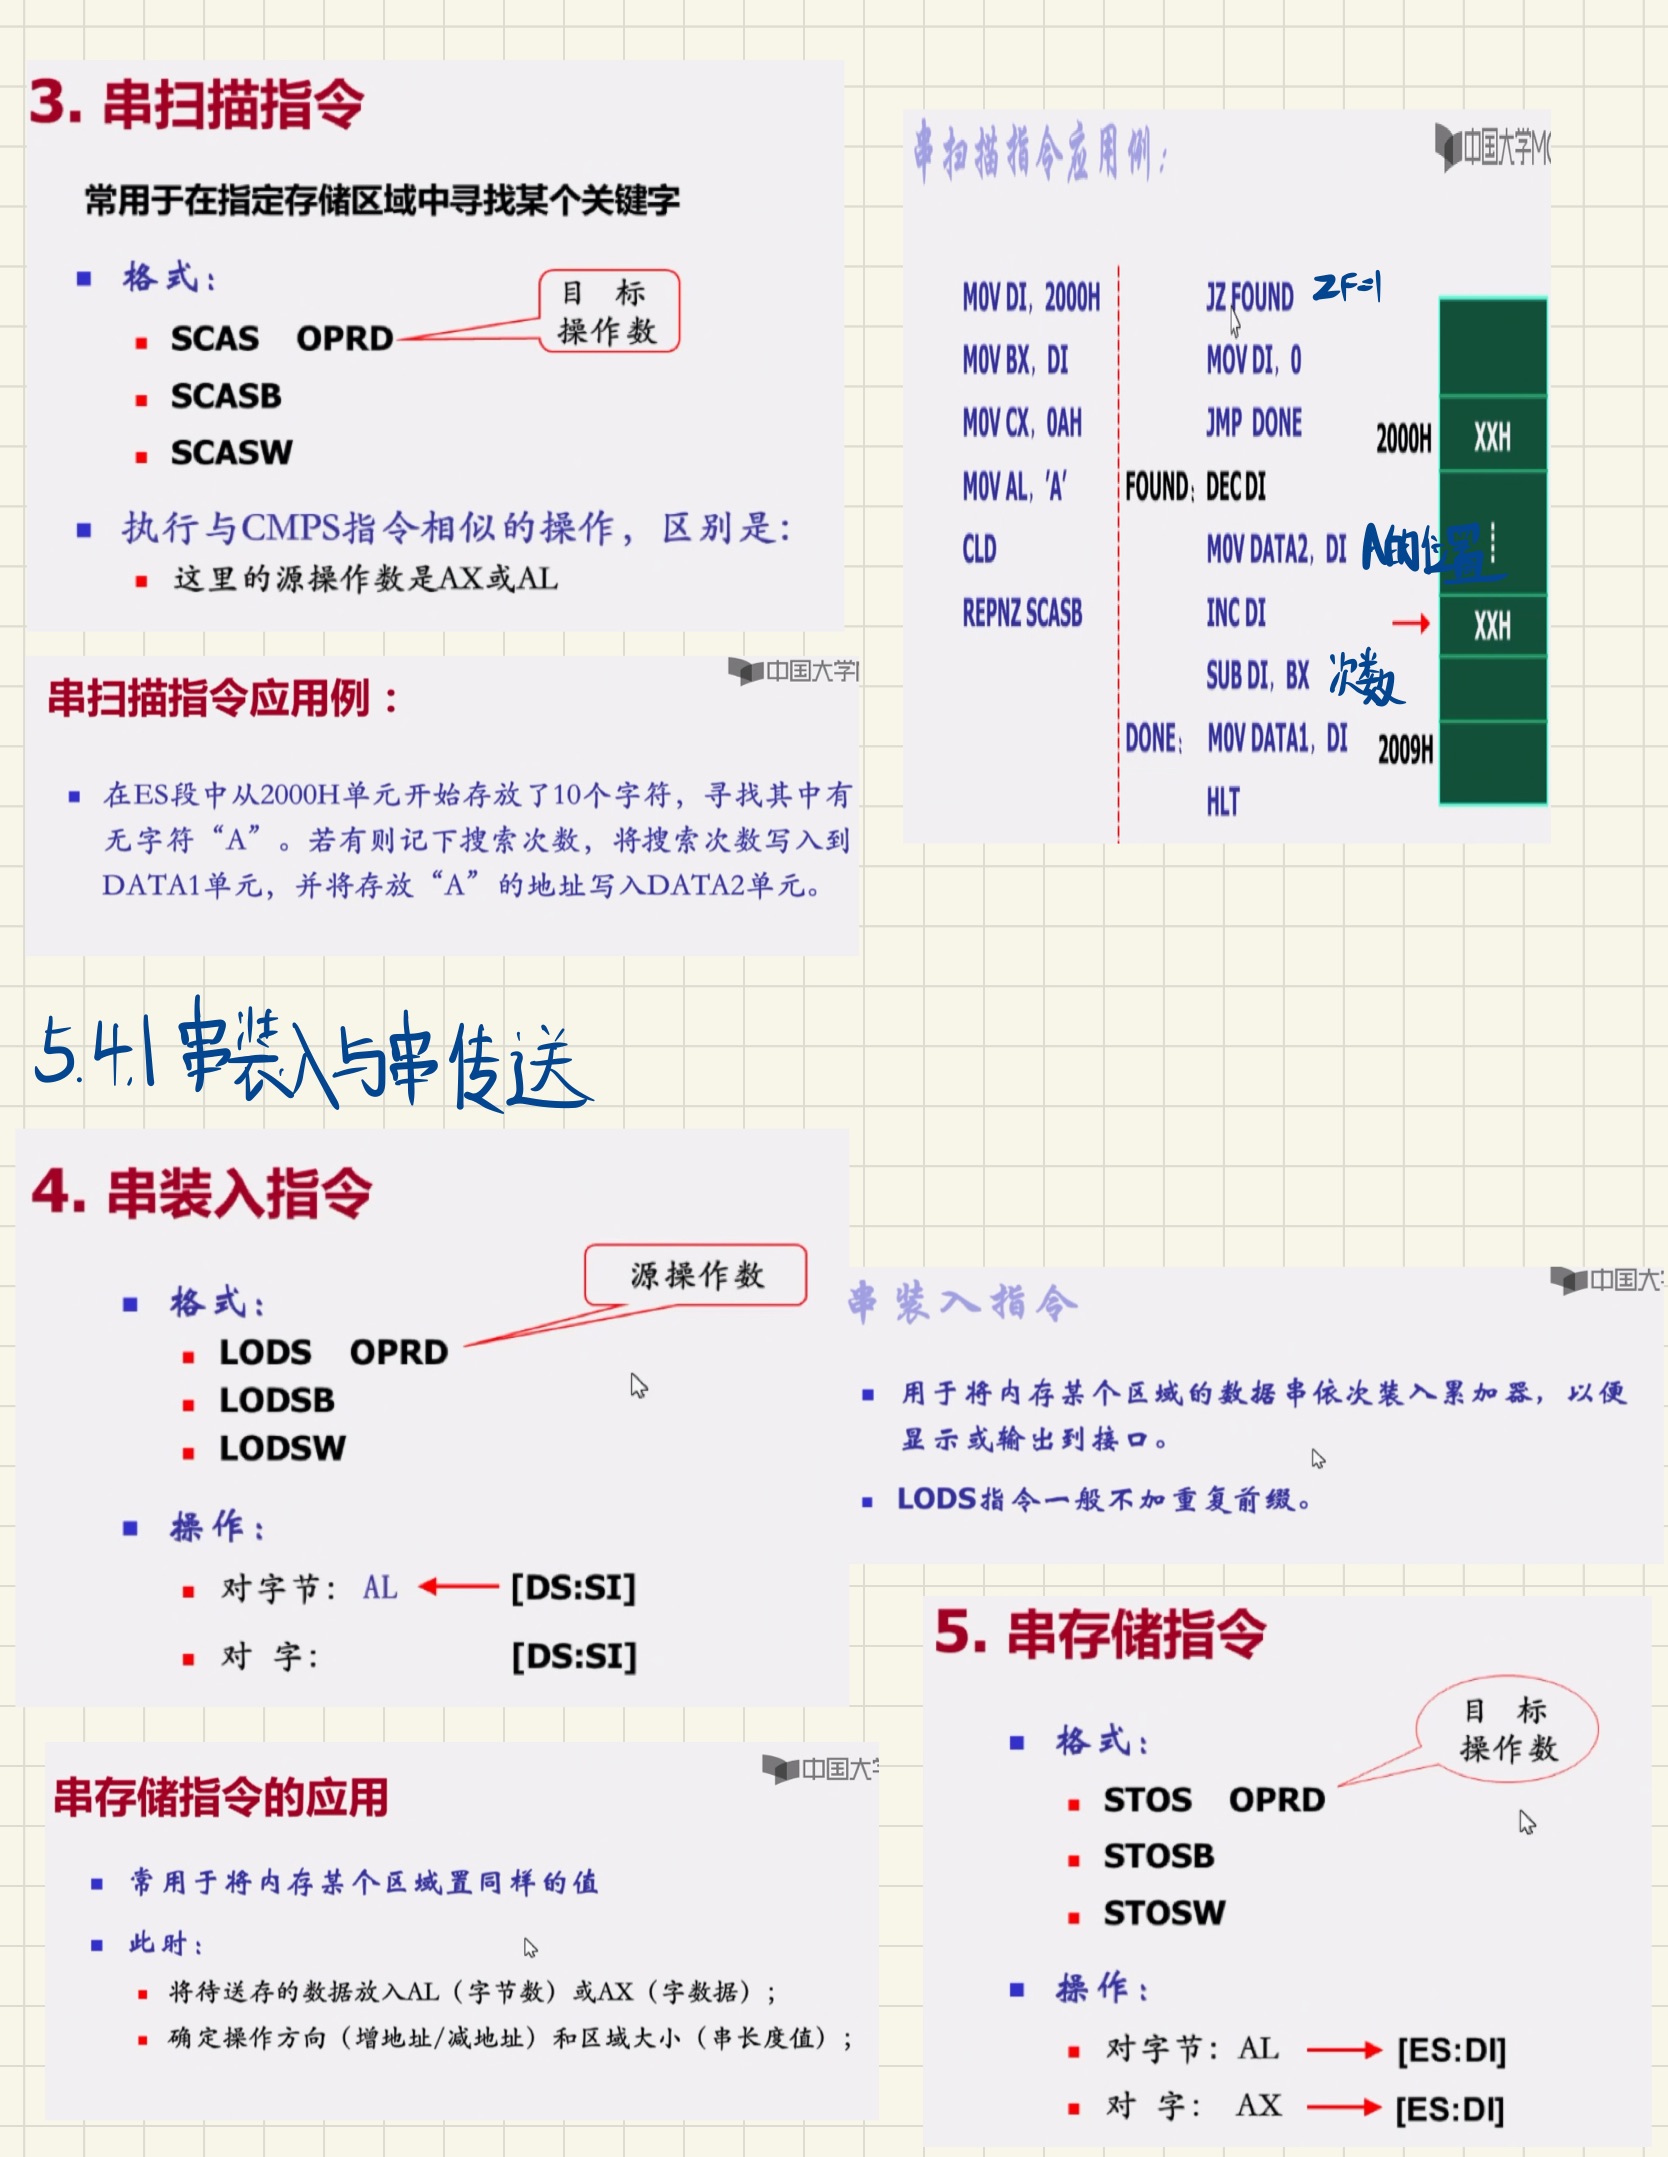 3. 串扫描指令
常用于在指定存储区域中寻找某个关键字
格式：
目 标
操作数
SCAS OPRD
SCASB
SCASW
执行与CMPS指令相似的操作，区别是：
这里的源操作数是AX或AL
串扫描指令应用例：
中国大学MO
MOV DI, 2000H
MOV BX, DI
MOV CX, 0AH
MOV AL, 'A'
CLD
REPNZ SCASB
JZ FOUND ZF=1
MOV DI, 0
JMP DONE
FOUND: DEC DI
MOV DATA2, DI A的位置
INC DI
SUB DI, BX 次数
DONE: MOV DATA1, DI
HLT
2000H XXH
⋮
XXH
2009H
中国大学
串扫描指令应用例：
在ES段中从2000H单元开始存放了10个字符，寻找其中有
无字符“A”。若有则记下搜索次数，将搜索次数写入到
DATA1单元，并将存放“A”的地址写入DATA2单元。
5.4.1 串装入与串传送
4. 串装入指令
源操作数
格式：
LODS OPRD
LODSB
LODSW
操作：
对字节： AL ← [DS:SI]
对 字： [DS:SI]
中国大
串装入指令
用于将内存某个区域的数据串依次装入累加器，以便
显示或输出到接口。
LODS指令一般不加重复前缀。
5. 串存储指令
目 标
操作数
格式：
STOS OPRD
STOSB
STOSW
操作：
对字节： AL → [ES:DI]
对 字： AX → [ES:DI]
中国大
串存储指令的应用
常用于将内存某个区域置同样的值
此时：
将待送存的数据放入AL（字节数）或AX（字数据）；
确定操作方向（增地址/减地址）和区域大小（串长度值）；